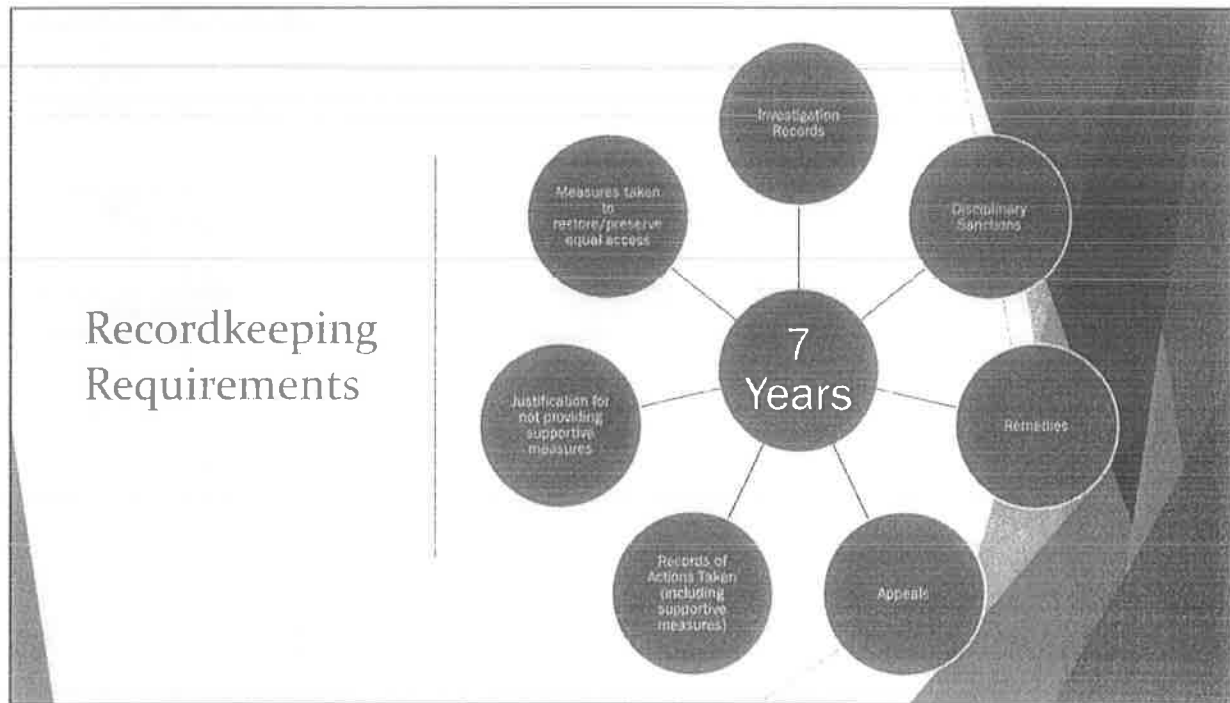 Recordkeeping
Requirements
7
Years
Investigation
Records
Disciplinary
Sanctions
Remedies
Appeals
Records of
Actions Taken
(including
supportive
measures)
Justification for
not providing
supportive
measures
Measures taken
to
restore/preserve
equal access